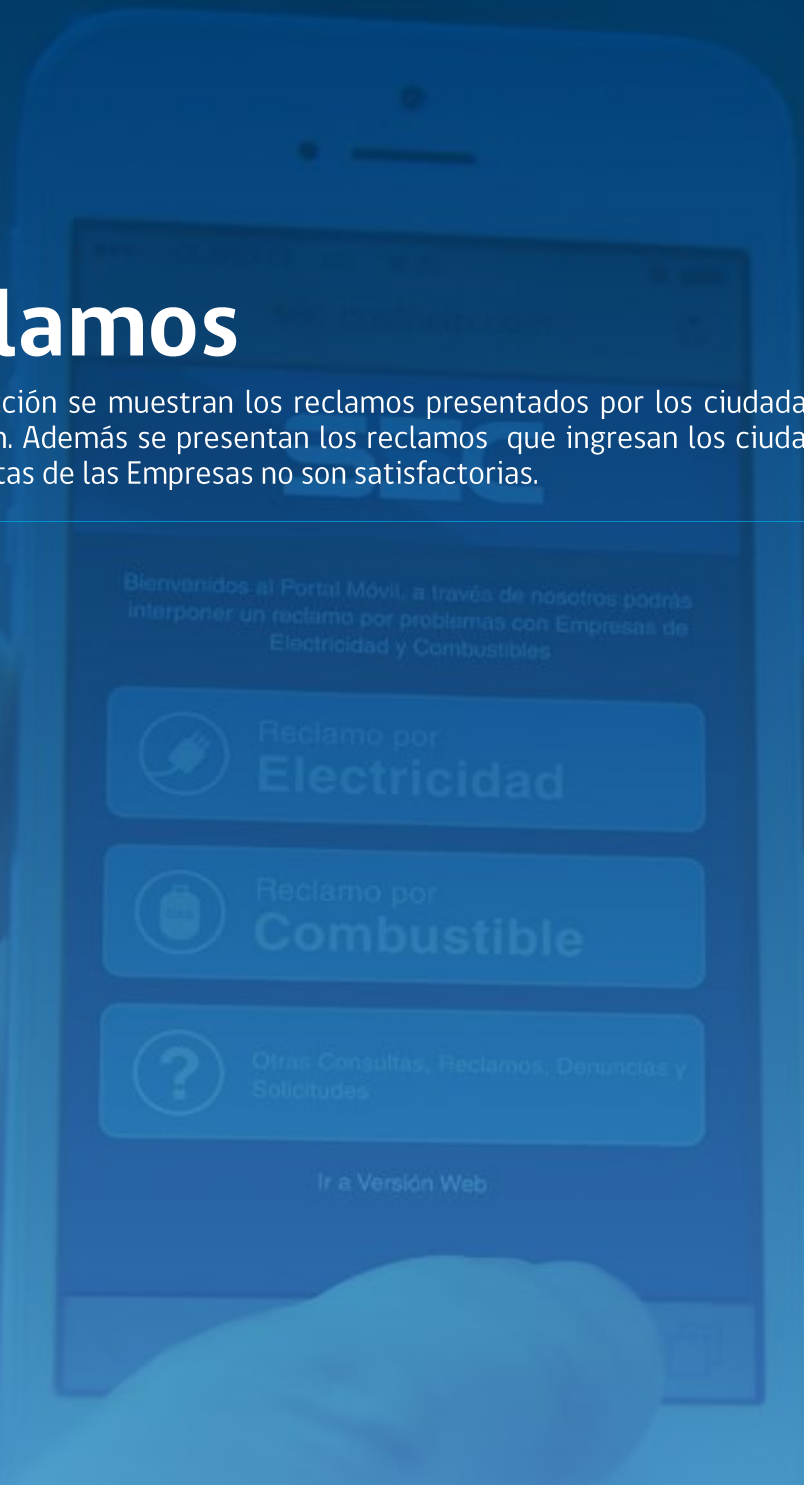 lamos
ción se muestran los reclamos presentados por los ciudada
n. Además se presentan los reclamos que ingresan los ciuda
tas de las Empresas no son satisfactorias.
SEC
Bienvenidos al Portal Móvil, a través de nosotros podrás
interponer un reclamo por problemas con Empresas de
Electricidad y Combustibles
Reclamo por
Electricidad
Reclamo por
Combustible
GAS
?
Otras Consultas, Reclamos, Denuncias y
Solicitudes
Ir a Versión Web